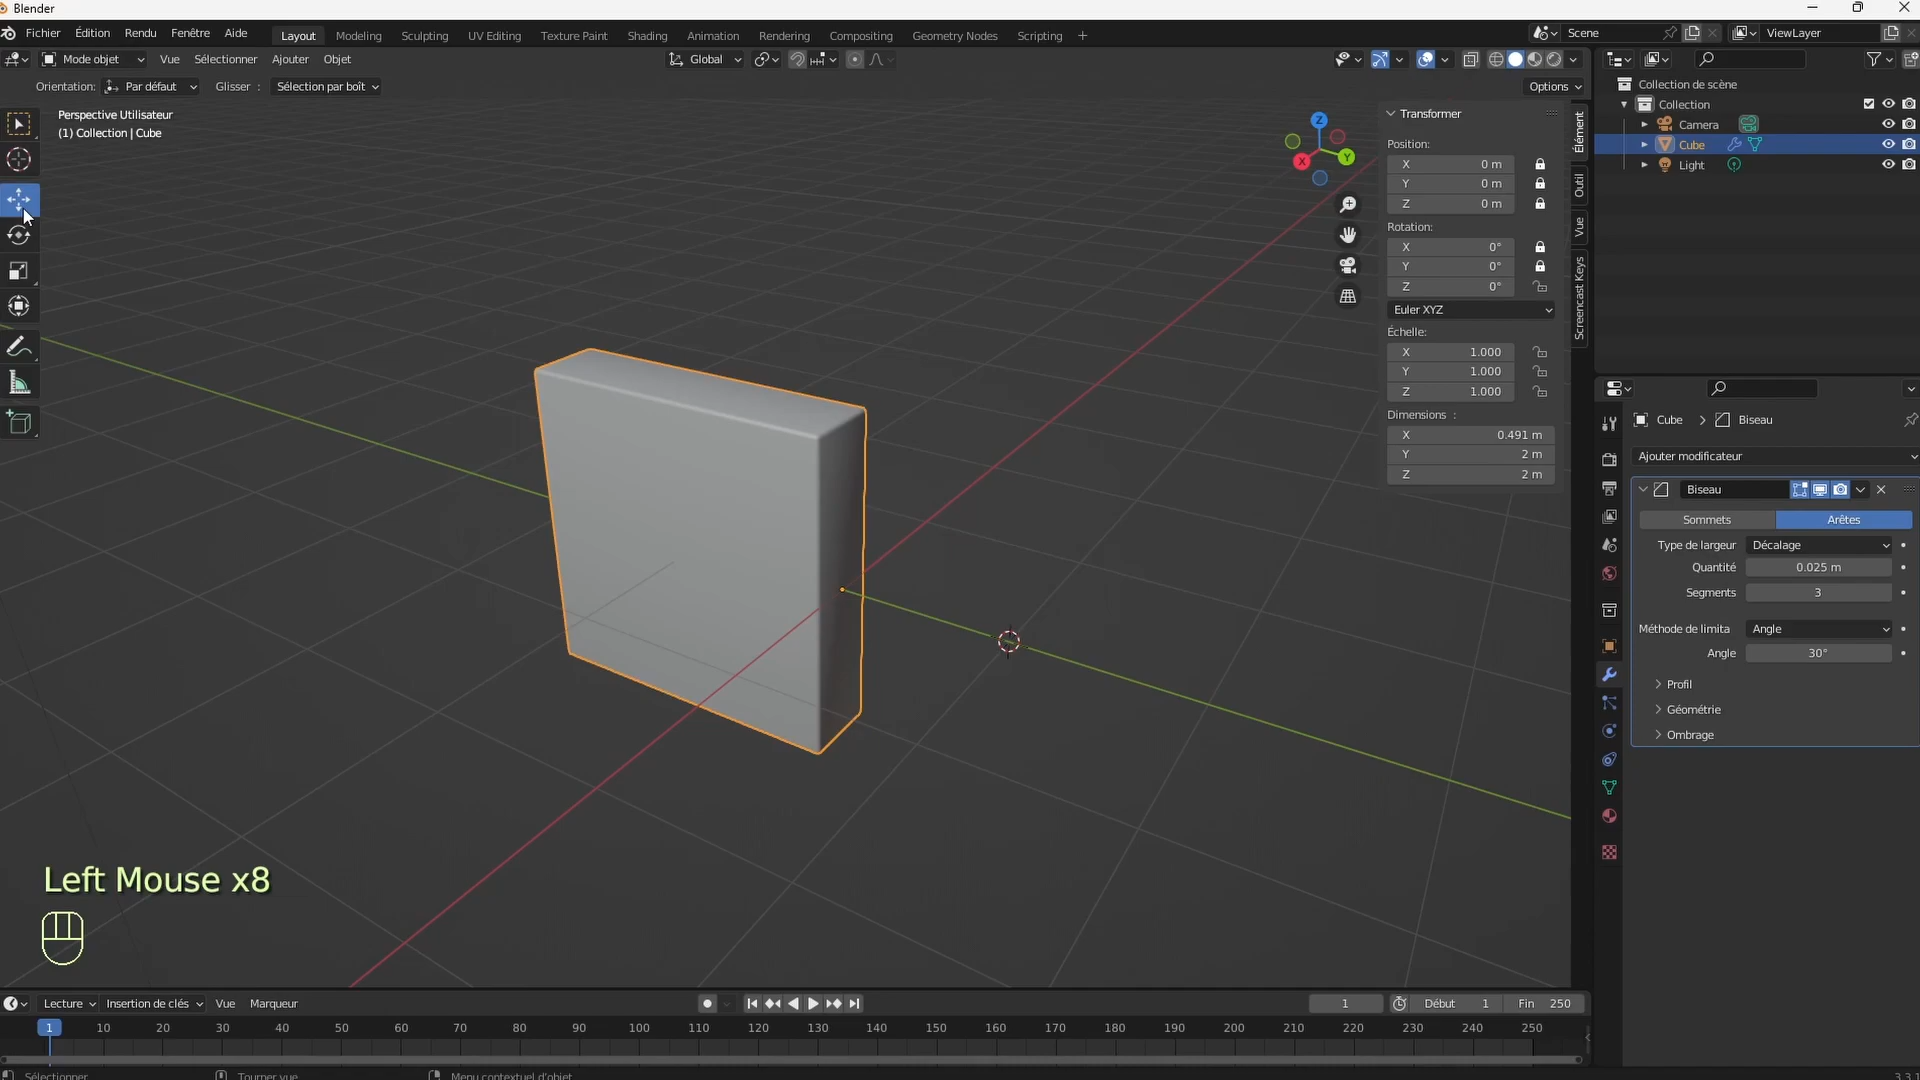 Blender
Fichier Édition Rendu Fenêtre Aide Layout Modeling Sculpting UV Editing Texture Paint Shading Animation Rendering Compositing Geometry Nodes Scripting + Scene ViewLayer
Mode objet Vue Sélectionner Ajouter Objet Global
Orientation: Par défaut Glisser : Sélection par boît Options
Perspective Utilisateur
(1) Collection | Cube
Z
Y
X
Transformer
Position:
X 0 m
Y 0 m
Z 0 m
Rotation:
X 0°
Y 0°
Z 0°
Euler XYZ
Échelle:
X 1.000
Y 1.000
Z 1.000
Dimensions :
X 0.491 m
Y 2 m
Z 2 m
Élément
Outil
Vue
Screencast Keys
Collection de scène
Collection
Camera
Cube
Light
Cube > Biseau
Ajouter modificateur
Biseau
Sommets Arêtes
Type de largeur Décalage
Quantité 0.025 m
Segments 3
Méthode de limita Angle
Angle 30°
Profil
Géométrie
Ombrage
Left Mouse x8
Lecture Insertion de clés Vue Marqueur 1 Début 1 Fin 250
1 10 20 30 40 50 60 70 80 90 100 110 120 130 140 150 160 170 180 190 200 210 220 230 240 250
Sélectionner Tourner vue Menu contextuel d'objet 3.3.1